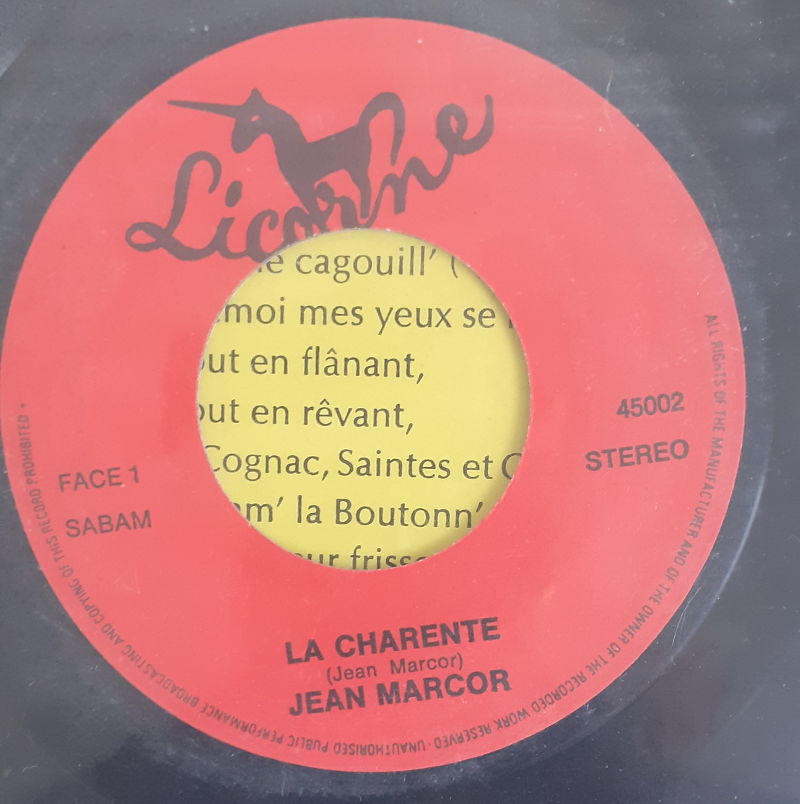 Licorne
cagouill' (
moi mes yeux se
en flânant,
en rêvant,
Cognac, Saintes et
la Boutonn'
45002
STEREO
FACE 1
SABAM
LA CHARENTE
(Jean Marcor)
JEAN MARCOR
ALL RIGHTS OF THE MANUFACTURER AND OF THE OWNER OF THE RECORDED WORK RESERVED · UNAUTHORISED PUBLIC PERFORMANCE BROADCASTING AND COPYING OF THIS RECORD PROHIBITED ·